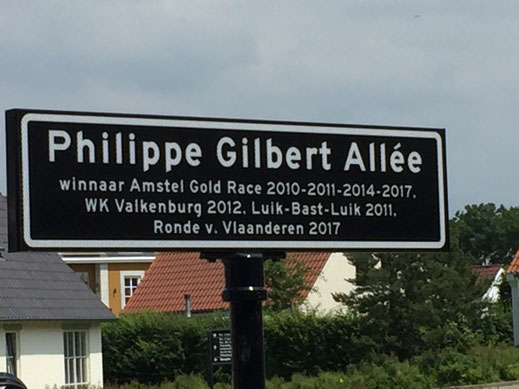 Philippe Gilbert Allée
winnaar Amstel Gold Race 2010-2011-2014-2017,
WK Valkenburg 2012, Luik-Bast-Luik 2011,
Ronde v. Vlaanderen 2017